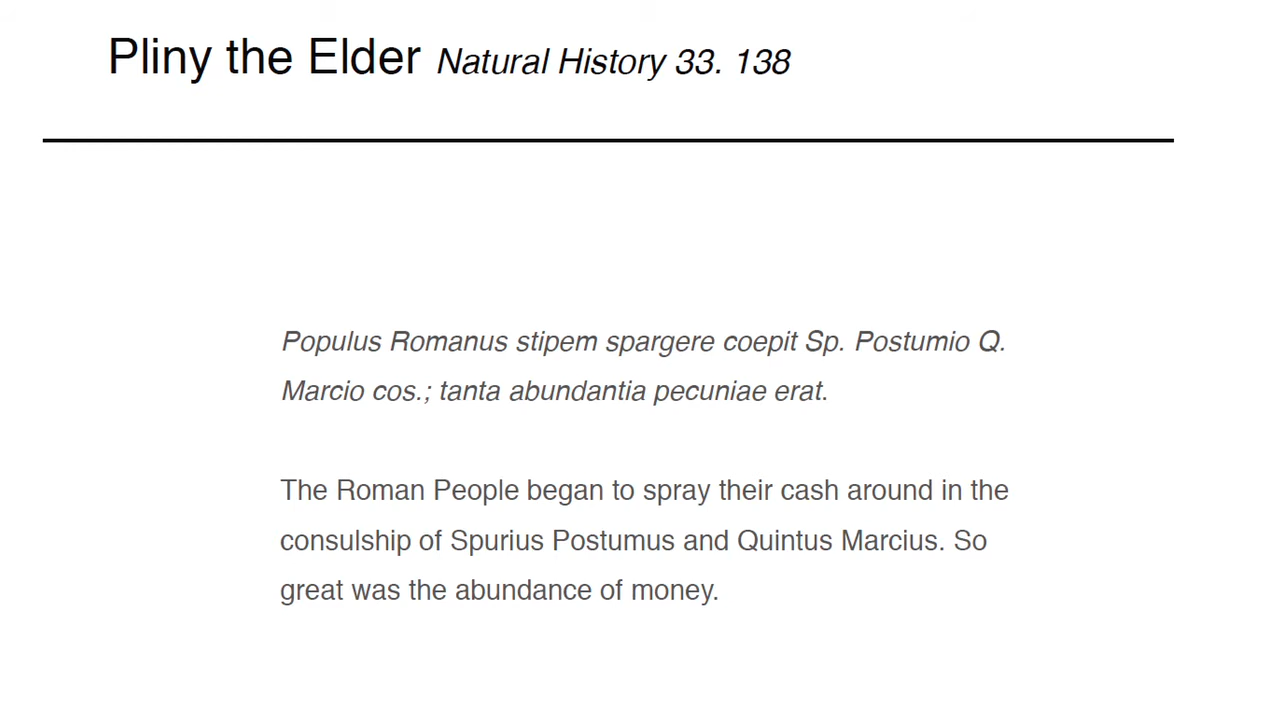 Pliny the Elder Natural History 33. 138
Populus Romanus stipem spargere coepit Sp. Postumio Q.
Marcio cos.; tanta abundantia pecuniae erat.
The Roman People began to spray their cash around in the
consulship of Spurius Postumus and Quintus Marcius. So
great was the abundance of money.